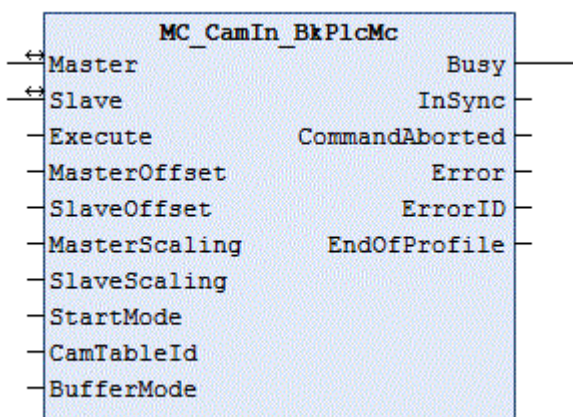 MC_CamIn_BkPlcMc
Master Busy
Slave InSync
Execute CommandAborted
MasterOffset Error
SlaveOffset ErrorID
MasterScaling EndOfProfile
SlaveScaling
StartMode
CamTableId
BufferMode